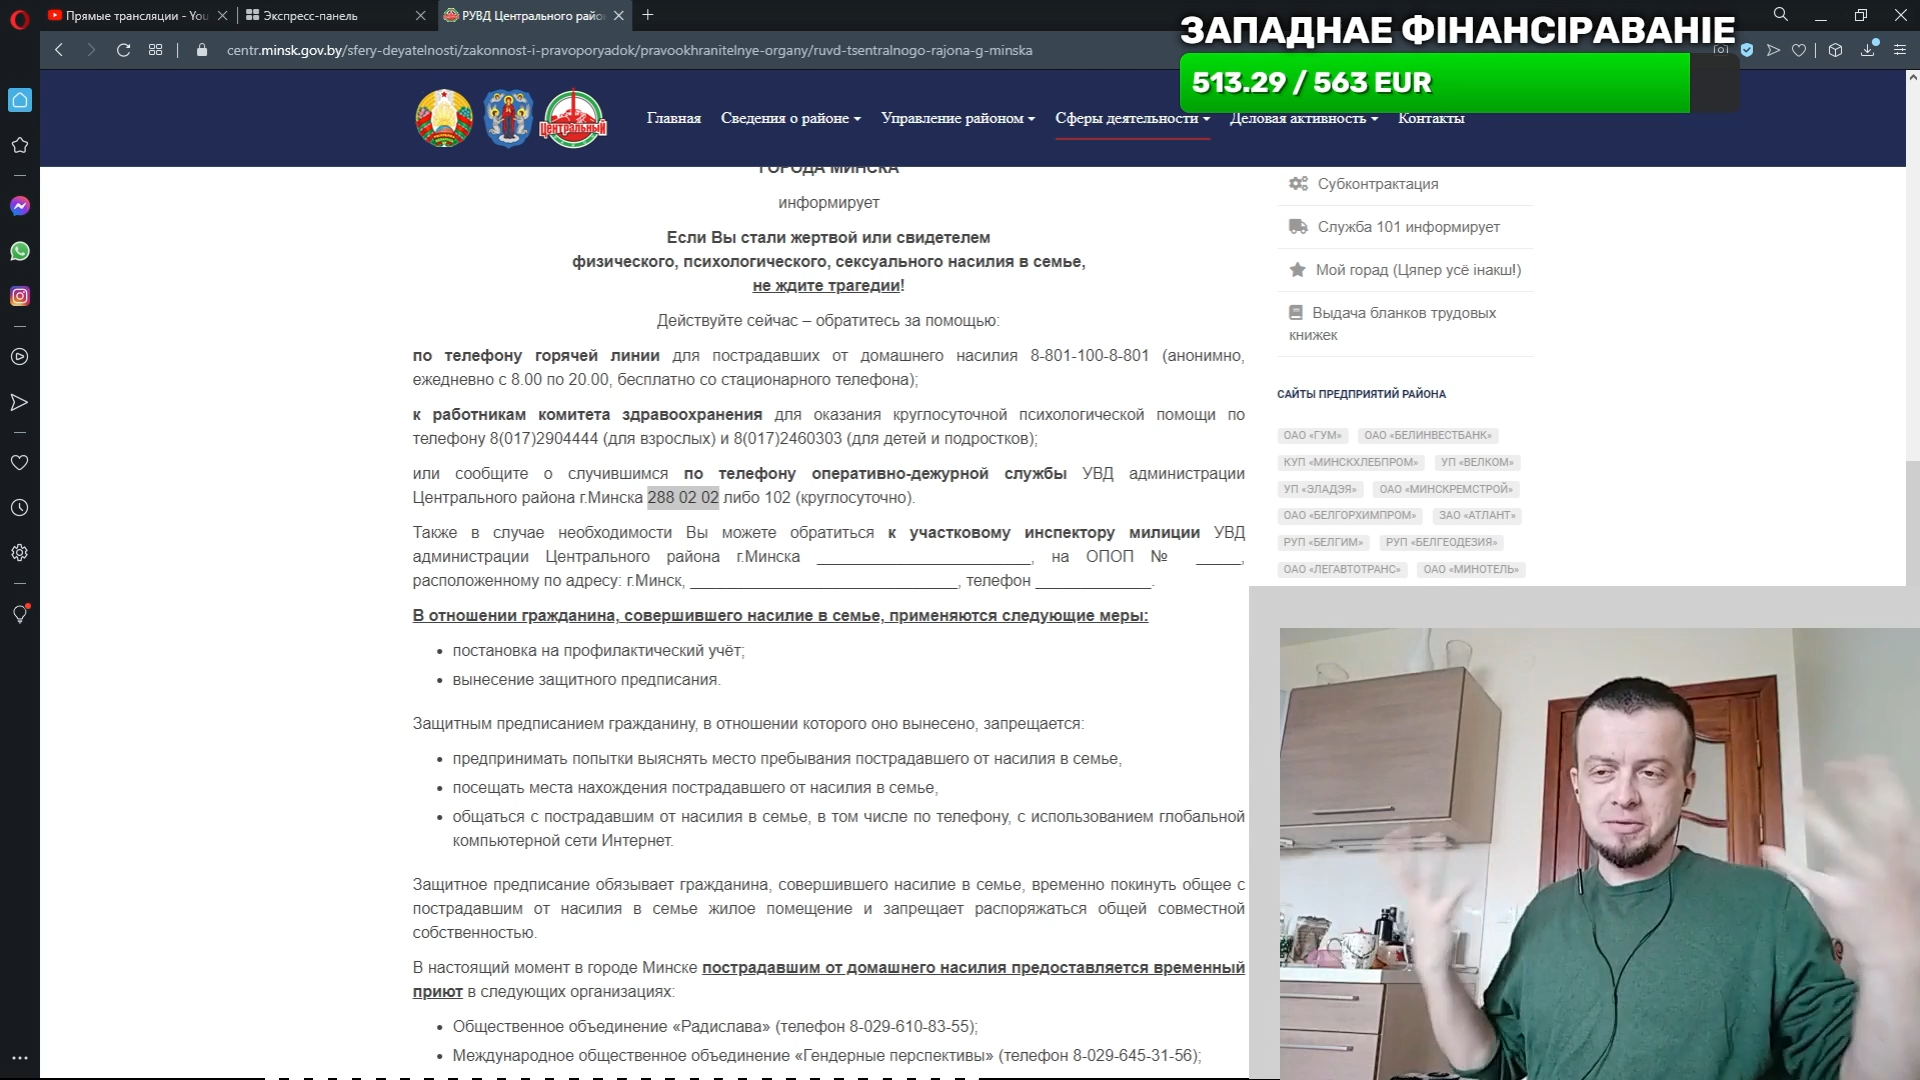 Прямые трансляции - You
Экспресс-панель
РУВД Центрального райо
centr.minsk.gov.by/sfery-deyatelnosti/zakonnost-i-pravoporyadok/pravookhranitelnye-organy/ruvd-tsentralnogo-rajona-g-minska
ЗАПАДНАЕ ФІНАНСІРАВАНІЕ
513.29 / 563 EUR
Центральный
Главная
Сведения о районе
Управление районом
Сферы деятельности
Деловая активность
Контакты
ГОРОДА МИНСКА
информирует
Если Вы стали жертвой или свидетелем
физического, психологического, сексуального насилия в семье,
не ждите трагедии!
Действуйте сейчас – обратитесь за помощью:
по телефону горячей линии для пострадавших от домашнего насилия 8-801-100-8-801 (анонимно,
ежедневно с 8.00 по 20.00, бесплатно со стационарного телефона);
к работникам комитета здравоохранения для оказания круглосуточной психологической помощи по
телефону 8(017)2904444 (для взрослых) и 8(017)2460303 (для детей и подростков);
или сообщите о случившимся по телефону оперативно-дежурной службы УВД администрации
Центрального района г.Минска 288 02 02 либо 102 (круглосуточно).
Также в случае необходимости Вы можете обратиться к участковому инспектору милиции УВД
администрации Центрального района г.Минска ________________________, на ОПОП № _____,
расположенному по адресу: г.Минск, ______________________________, телефон _____________.
В отношении гражданина, совершившего насилие в семье, применяются следующие меры:
• постановка на профилактический учёт;
• вынесение защитного предписания.
Защитным предписанием гражданину, в отношении которого оно вынесено, запрещается:
• предпринимать попытки выяснять место пребывания пострадавшего от насилия в семье,
• посещать места нахождения пострадавшего от насилия в семье,
• общаться с пострадавшим от насилия в семье, в том числе по телефону, с использованием глобальной
компьютерной сети Интернет.
Защитное предписание обязывает гражданина, совершившего насилие в семье, временно покинуть общее с
пострадавшим от насилия в семье жилое помещение и запрещает распоряжаться общей совместной
собственностью.
В настоящий момент в городе Минске пострадавшим от домашнего насилия предоставляется временный
приют в следующих организациях:
• Общественное объединение «Радислава» (телефон 8-029-610-83-55);
• Международное общественное объединение «Гендерные перспективы» (телефон 8-029-645-31-56);
Субконтрактация
Служба 101 информирует
Мой горад (Цяпер усё інакш!)
Выдача бланков трудовых
книжек
САЙТЫ ПРЕДПРИЯТИЙ РАЙОНА
ОАО «ГУМ» ОАО «БЕЛИНВЕСТБАНК»
КУП «МИНСКХЛЕБПРОМ» УП «ВЕЛКОМ»
УП «ЭЛАДЭЯ» ОАО «МИНСКРЕМСТРОЙ»
ОАО «БЕЛГОРХИМПРОМ» ЗАО «АТЛАНТ»
РУП «БЕЛГИМ» РУП «БЕЛГЕОДЕЗИЯ»
ОАО «ЛЕГАВТОТРАНС» ОАО «МИНОТЕЛЬ»